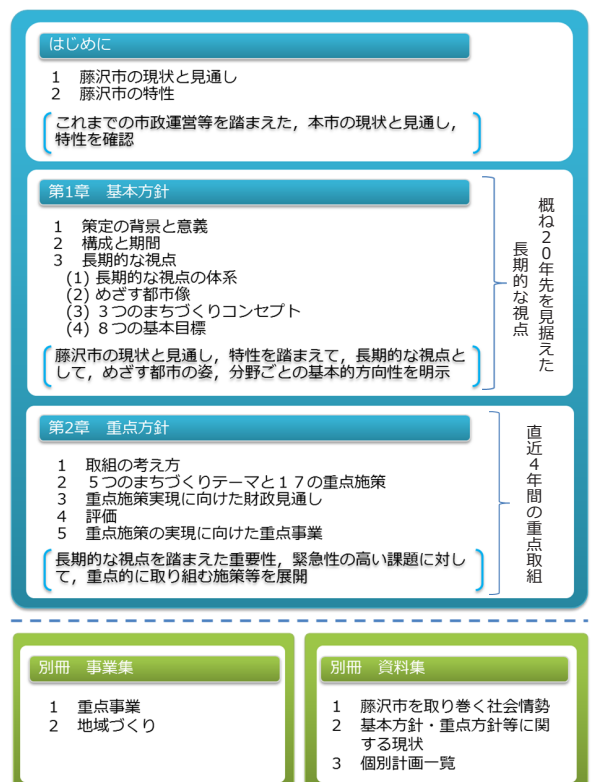 はじめに
1　藤沢市の現状と見通し
2　藤沢市の特性
これまでの市政運営等を踏まえた，本市の現状と見通し，
特性を確認
第1章　基本方針
1　策定の背景と意義
2　構成と期間
3　長期的な視点
(1) 長期的な視点の体系
(2) めざす都市像
(3) ３つのまちづくりコンセプト
(4) ８つの基本目標
藤沢市の現状と見通し，特性を踏まえて，長期的な視点と
して，めざす都市の姿，分野ごとの基本的方向性を明示
概ね２０年先を見据えた
長期的な視点
第2章　重点方針
1　取組の考え方
2　５つのまちづくりテーマと１７の重点施策
3　重点施策実現に向けた財政見通し
4　評価
5　重点施策の実現に向けた重点事業
長期的な視点を踏まえた重要性，緊急性の高い課題に対し
て，重点的に取り組む施策等を展開
直近４年間の重点取組
別冊　事業集
1　重点事業
2　地域づくり
別冊　資料集
1　藤沢市を取り巻く社会情勢
2　基本方針・重点方針等に関
する現状
3　個別計画一覧